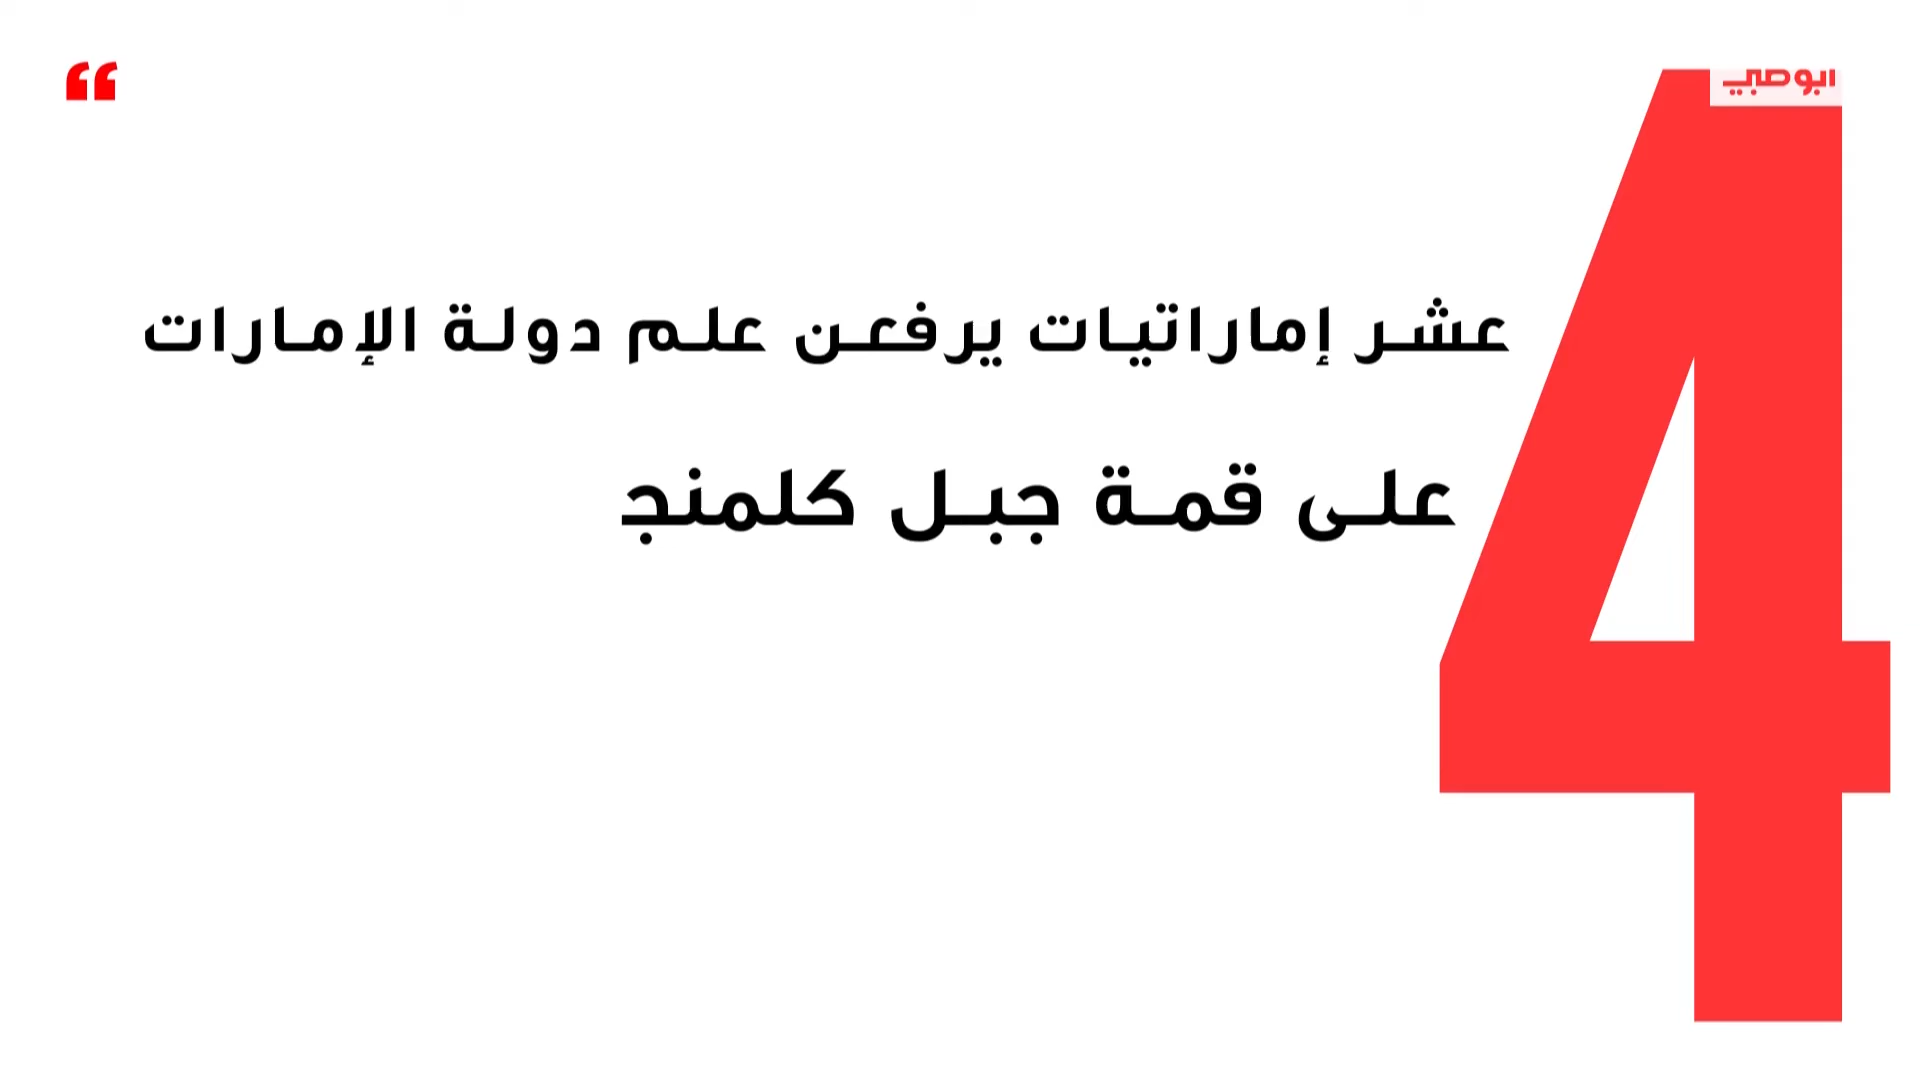 ابوظبي
4
عشر إماراتيات يرفعن علم دولة الإمارات
على قمة جبل كلمنج